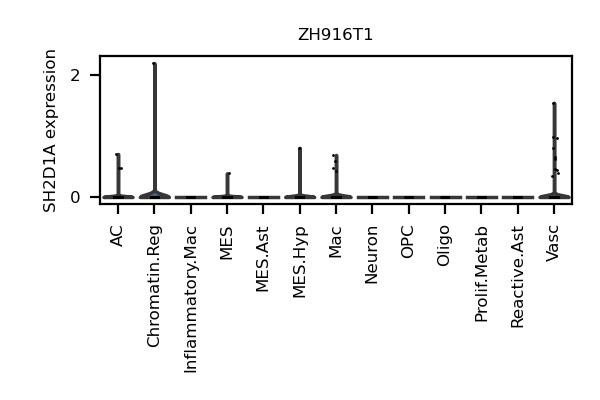 ZH916T1
SH2D1A expression
2
0
AC
Chromatin.Reg
Inflammatory.Mac
MES
MES.Ast
MES.Hyp
Mac
Neuron
OPC
Oligo
Prolif.Metab
Reactive.Ast
Vasc